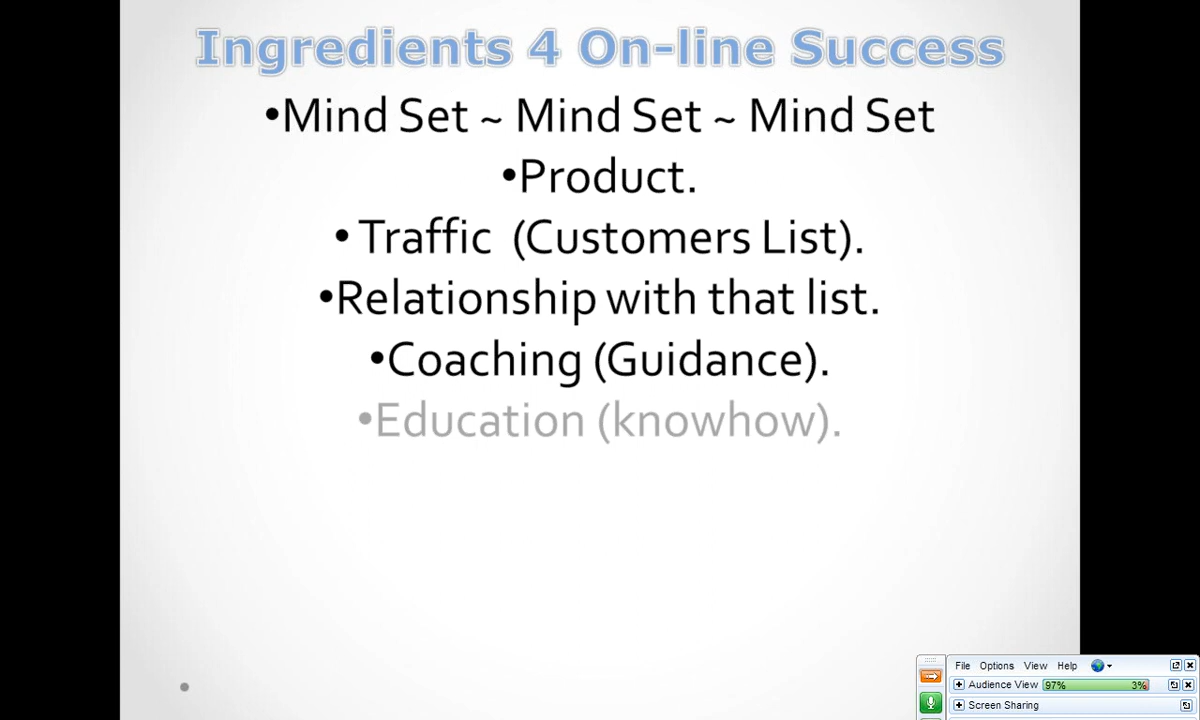 Ingredients 4 On-line Success
•Mind Set ~ Mind Set ~ Mind Set
•Product.
• Traffic  (Customers List).
•Relationship with that list.
•Coaching (Guidance).
•Education (knowhow).
File Options View Help
Audience View 97% 3%
Screen Sharing